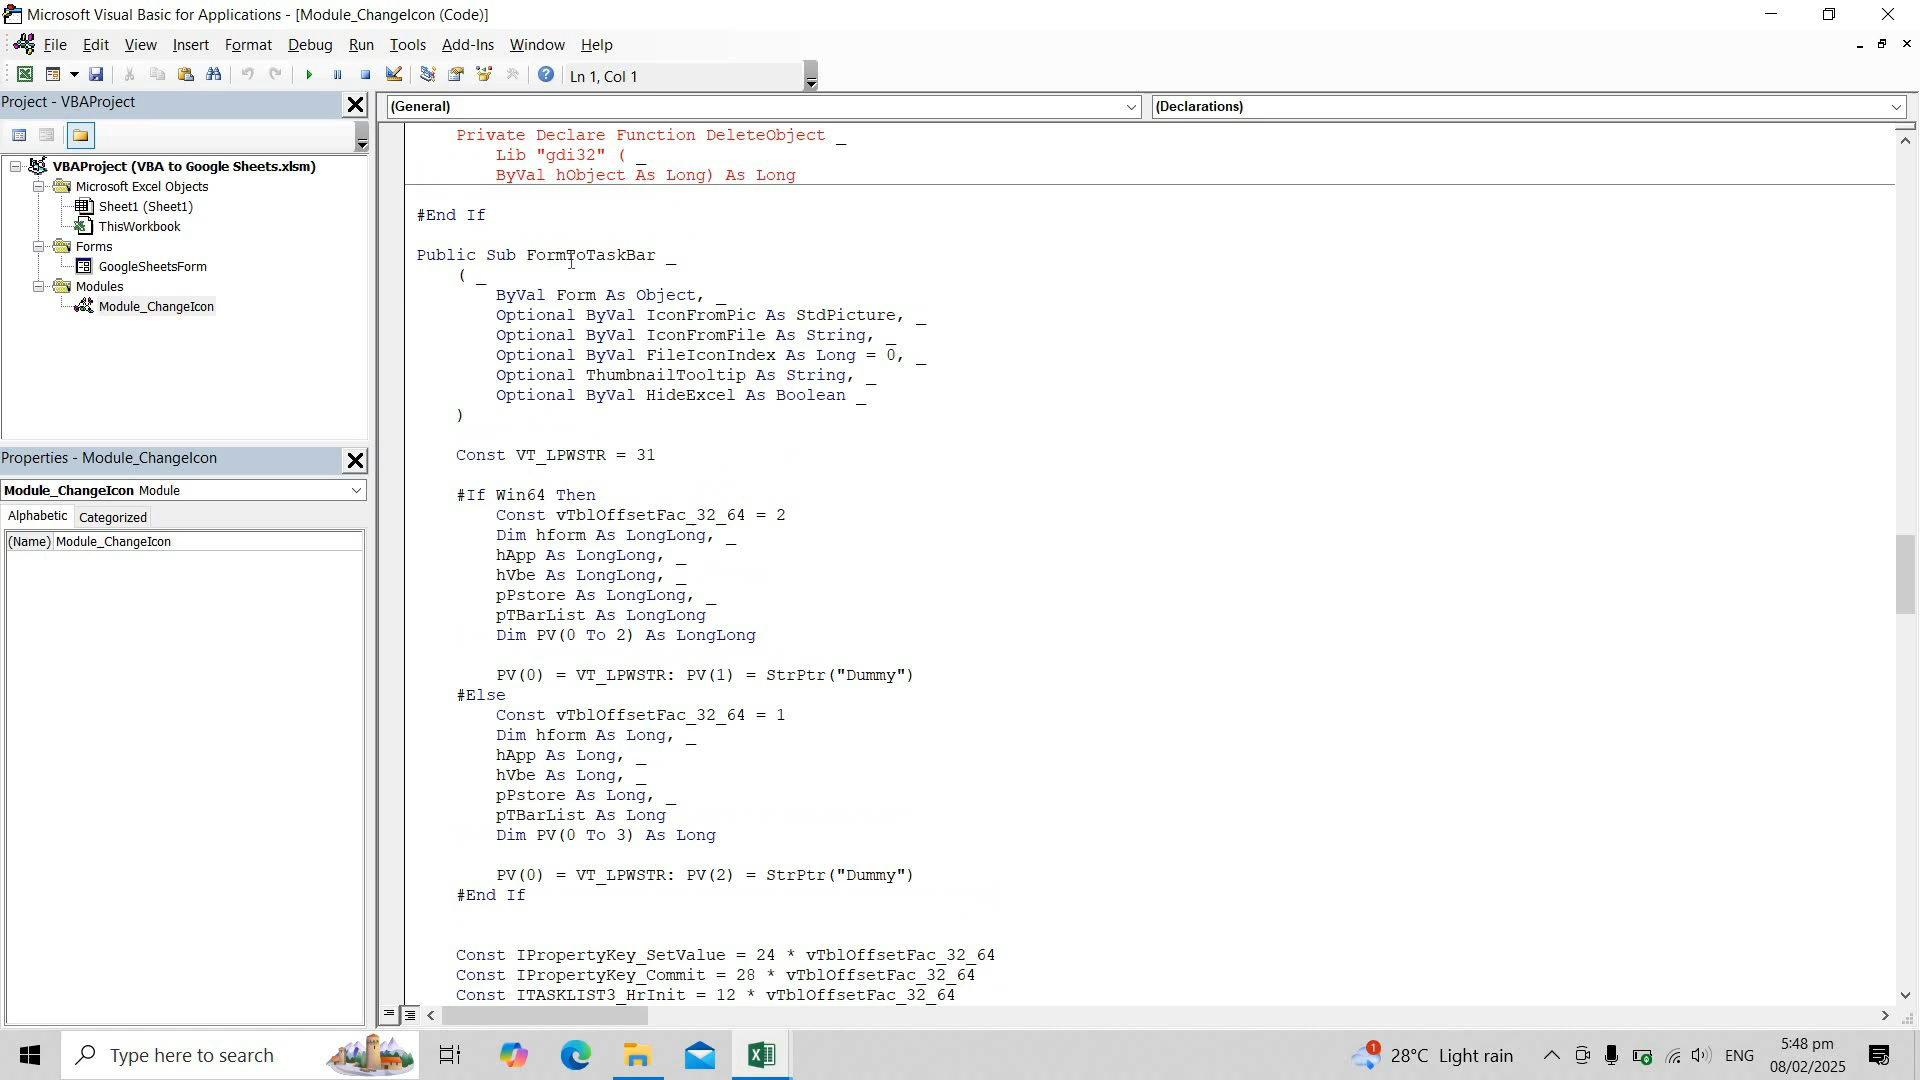 Microsoft Visual Basic for Applications - [Module_ChangeIcon (Code)]
File Edit View Insert Format Debug Run Tools Add-Ins Window Help
Ln 1, Col 1
Project - VBAProject
(General)
(Declarations)
VBAProject (VBA to Google Sheets.xlsm)
Microsoft Excel Objects
Sheet1 (Sheet1)
ThisWorkbook
Forms
GoogleSheetsForm
Modules
Module_ChangeIcon
Properties - Module_ChangeIcon
Module_ChangeIcon Module
Alphabetic Categorized
(Name) Module_ChangeIcon
Private Declare Function DeleteObject _
Lib "gdi32" ( _
ByVal hObject As Long) As Long
#End If
Public Sub FormToTaskBar _
( _
ByVal Form As Object, _
Optional ByVal IconFromPic As StdPicture, _
Optional ByVal IconFromFile As String, _
Optional ByVal FileIconIndex As Long = 0, _
Optional ThumbnailTooltip As String, _
Optional ByVal HideExcel As Boolean _
)
Const VT_LPWSTR = 31
#If Win64 Then
Const vTblOffsetFac_32_64 = 2
Dim hform As LongLong, _
hApp As LongLong, _
hVbe As LongLong, _
pPstore As LongLong, _
pTBarList As LongLong
Dim PV(0 To 2) As LongLong
PV(0) = VT_LPWSTR: PV(1) = StrPtr("Dummy")
#Else
Const vTblOffsetFac_32_64 = 1
Dim hform As Long, _
hApp As Long, _
hVbe As Long, _
pPstore As Long, _
pTBarList As Long
Dim PV(0 To 3) As Long
PV(0) = VT_LPWSTR: PV(2) = StrPtr("Dummy")
#End If
Const IPropertyKey_SetValue = 24 * vTblOffsetFac_32_64
Const IPropertyKey_Commit = 28 * vTblOffsetFac_32_64
Const ITASKLIST3_HrInit = 12 * vTblOffsetFac_32_64
Type here to search
1
28°C Light rain
ENG
5:48 pm
08/02/2025